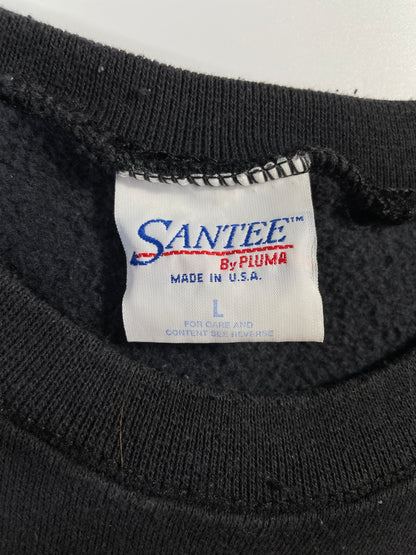 SANTEE™
By PLUMA
MADE IN U.S.A.
L
FOR CARE AND
CONTENT SEE REVERSE